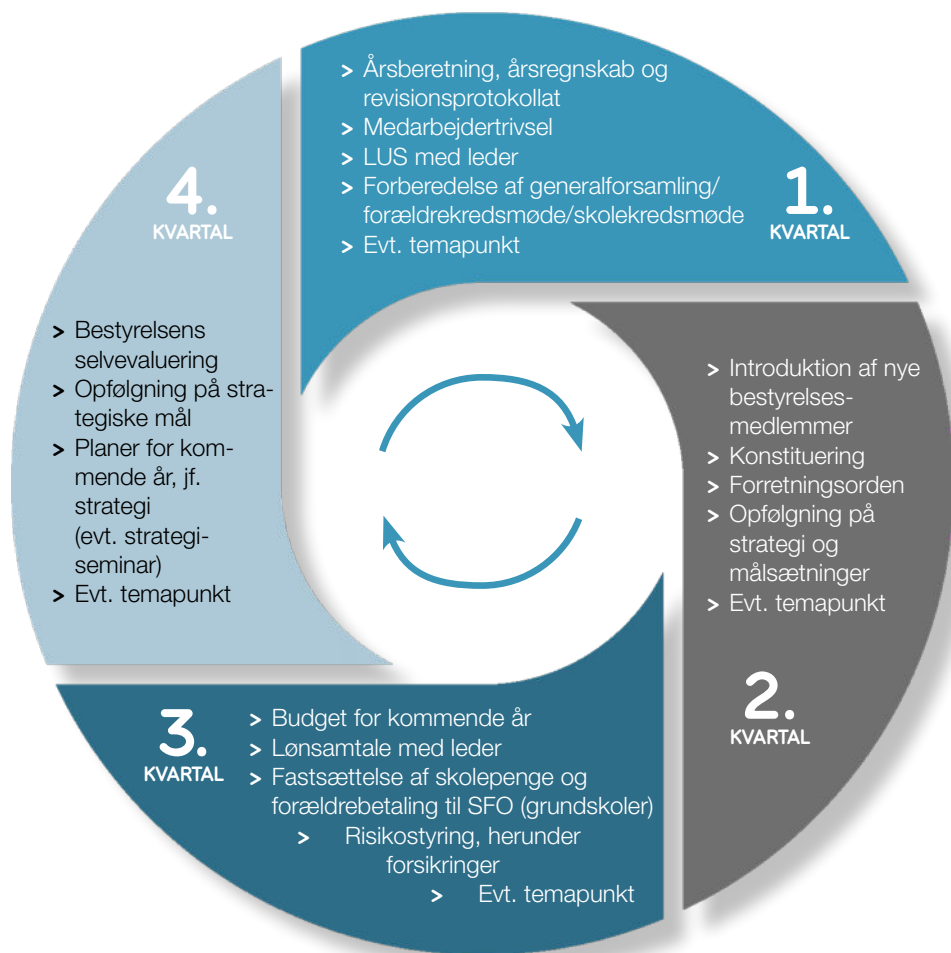 > Årsberetning, årsregnskab og
revisionsprotokollat
> Medarbejdertrivsel
> LUS med leder
> Forberedelse af generalforsamling/
forældrekredsmøde/skolekredsmøde
> Evt. temapunkt
1.
KVARTAL
> Introduktion af nye
bestyrelses-
medlemmer
> Konstituering
> Forretningsorden
> Opfølgning på
strategi og
målsætninger
> Evt. temapunkt
2.
KVARTAL
3.
KVARTAL
> Budget for kommende år
> Lønsamtale med leder
> Fastsættelse af skolepenge og
forældrebetaling til SFO (grundskoler)
> Risikostyring, herunder
forsikringer
> Evt. temapunkt
4.
KVARTAL
> Bestyrelsens
selvevaluering
> Opfølgning på stra-
tegiske mål
> Planer for kom-
mende år, jf.
strategi
(evt. strategi-
seminar)
> Evt. temapunkt